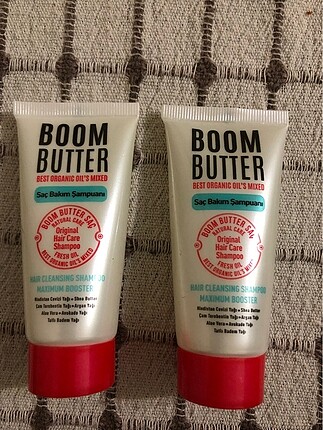 BOOM
BUTTER
BEST ORGANIC OIL'S MIXED
Saç Bakım Şampuanı
BOOM BUTTER SAÇ
NATURAL CARE
Original
Hair Care
Shampoo
FRESH OIL
BEST ORGANIC OIL'S MIX
HAIR CLEANSING SHAMPOO
MAXIMUM BOOSTER
Hindistan Cevizi Yağı • Shea Butter
Çam Terebentin Yağı • Argan Yağı
Aloe Vera • Avokado Yağı
Tatlı Badem Yağı
BOOM
BUTTER
BEST ORGANIC OIL'S MIXED
Saç Bakım Şampuanı
BOOM BUTTER SAÇ
NATURAL CARE
Original
Hair Care
Shampoo
FRESH OIL
BEST ORGANIC OIL'S MIX
HAIR CLEANSING SHAMPOO
MAXIMUM BOOSTER
Hindistan Cevizi Yağı • Shea Butter
Çam Terebentin Yağı • Argan Yağı
Aloe Vera • Avokado Yağı
Tatlı Badem Yağı